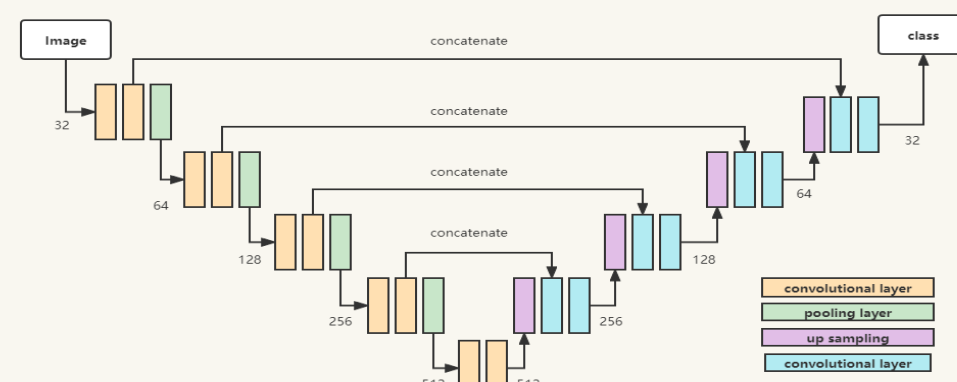 Image
class
concatenate
32
concatenate
32
64
concatenate
64
128
concatenate
128
256
256
convolutional layer
pooling layer
up sampling
convolutional layer